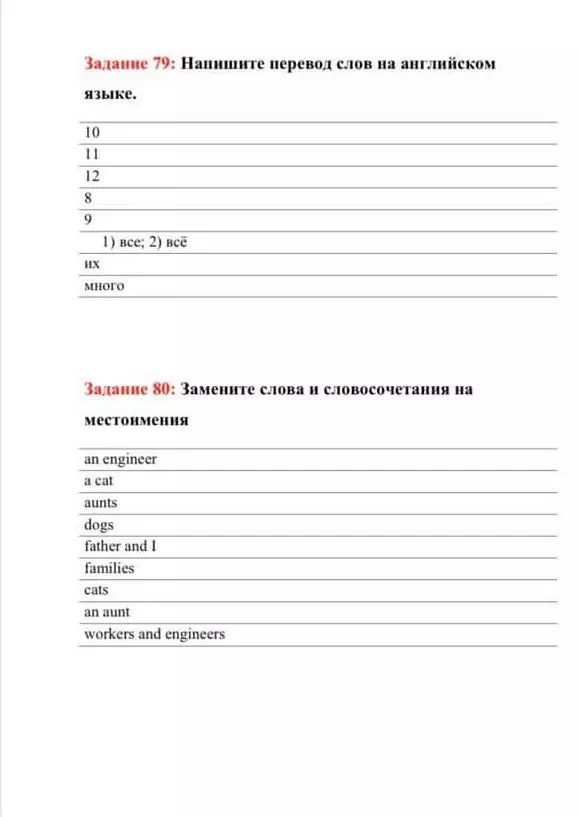 Задание 79: Напишите перевод слов на английском
языке.
10
11
12
8
9
1) все; 2) всё
их
много
Задание 80: Замените слова и словосочетания на
местоимения
an engineer
a cat
aunts
dogs
father and I
families
cats
an aunt
workers and engineers